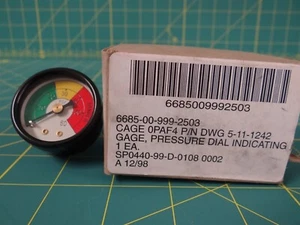 6685009992503
6685-00-999-2503
CAGE 0PAF4 P/N DWG 5-11-1242
GAGE, PRESSURE DIAL INDICATING
1 EA.
SP0440-99-D-0108 0002
A 12/98